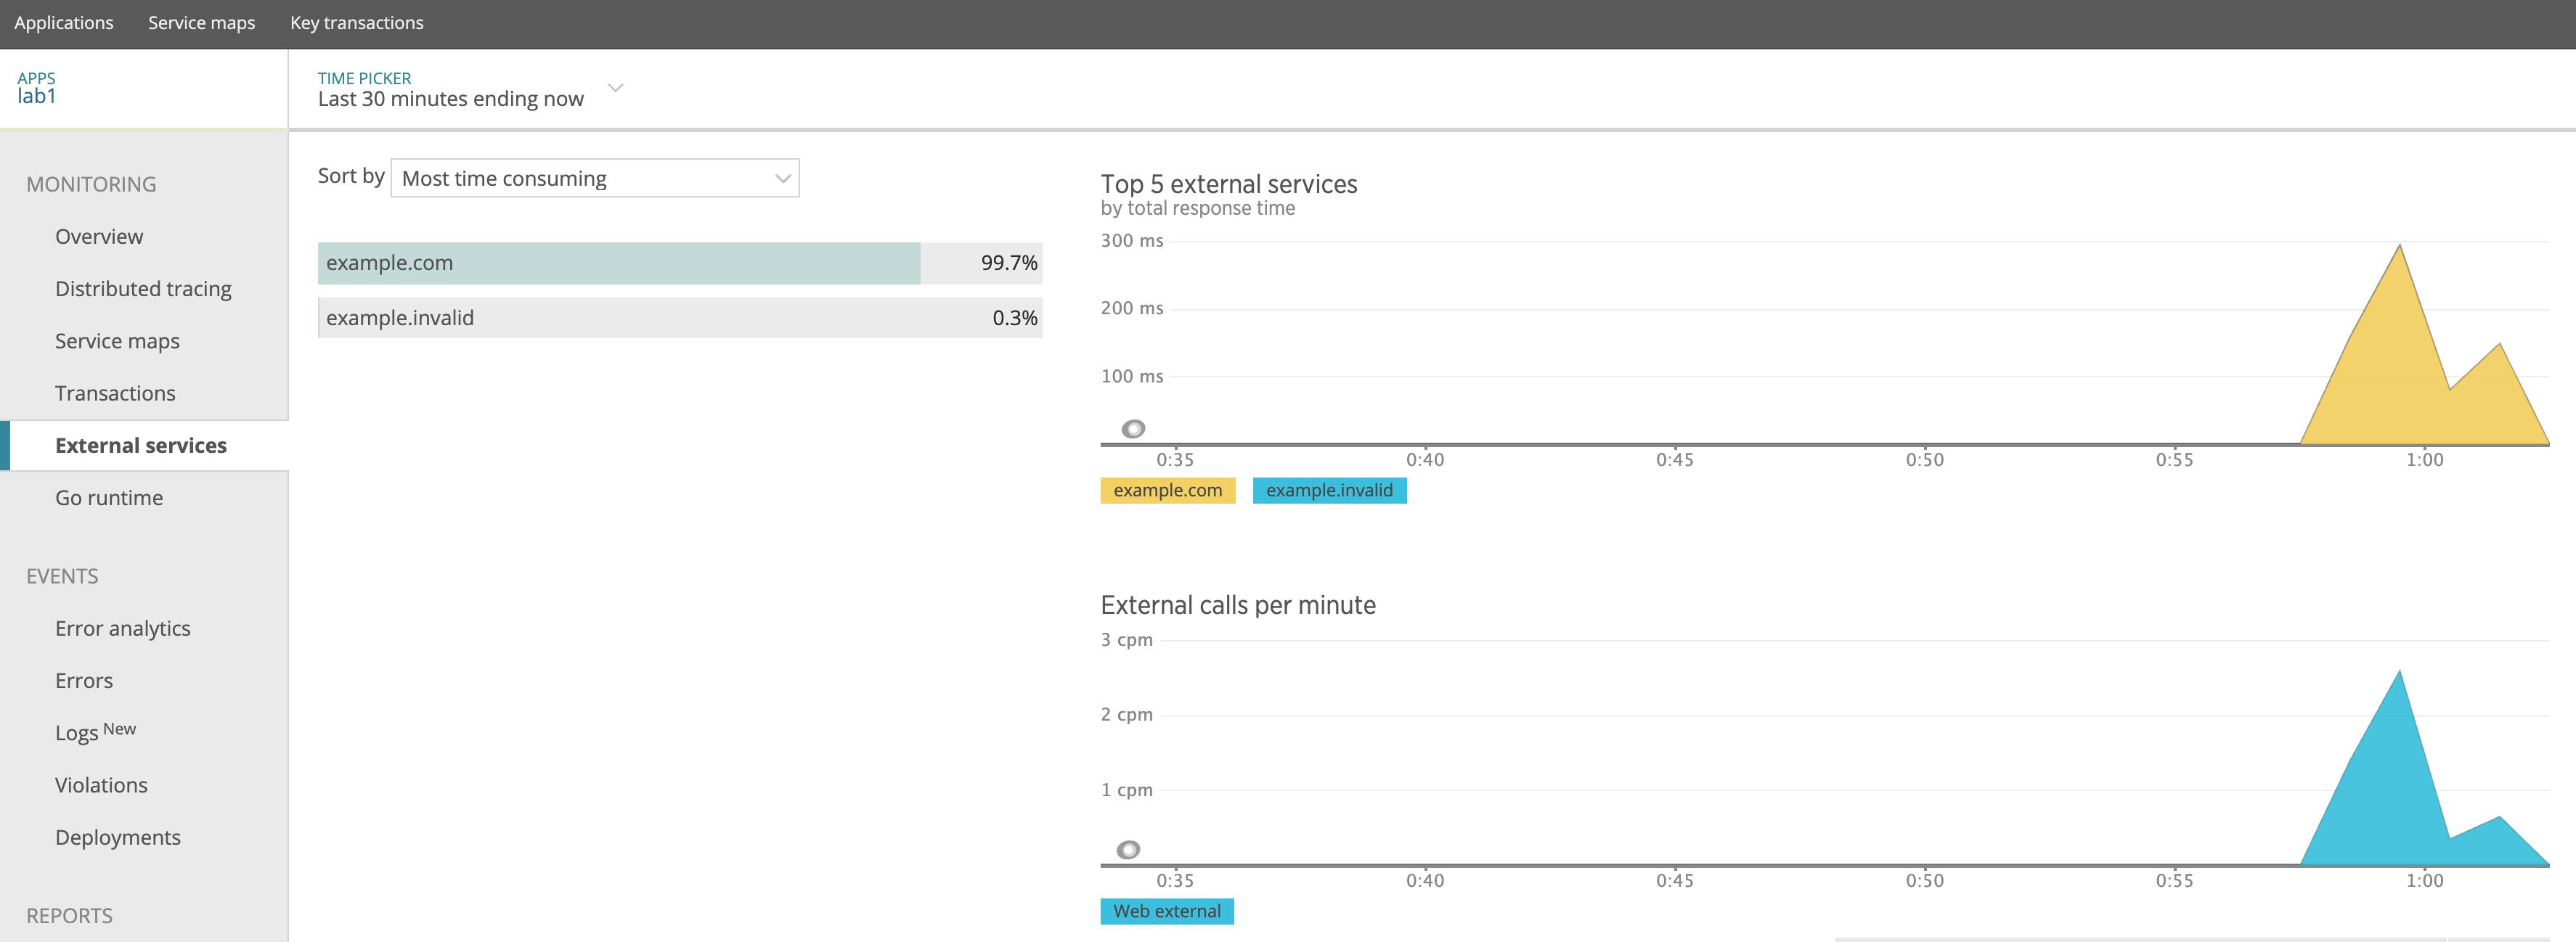 Applications Service maps Key transactions
APPS
lab1
TIME PICKER
Last 30 minutes ending now
MONITORING
Overview
Distributed tracing
Service maps
Transactions
External services
Go runtime
EVENTS
Error analytics
Errors
Logs New
Violations
Deployments
REPORTS
Sort by Most time consuming
example.com 99.7%
example.invalid 0.3%
Top 5 external services
by total response time
300 ms
200 ms
100 ms
0:35 0:40 0:45 0:50 0:55 1:00
example.com example.invalid
External calls per minute
3 cpm
2 cpm
1 cpm
0:35 0:40 0:45 0:50 0:55 1:00
Web external